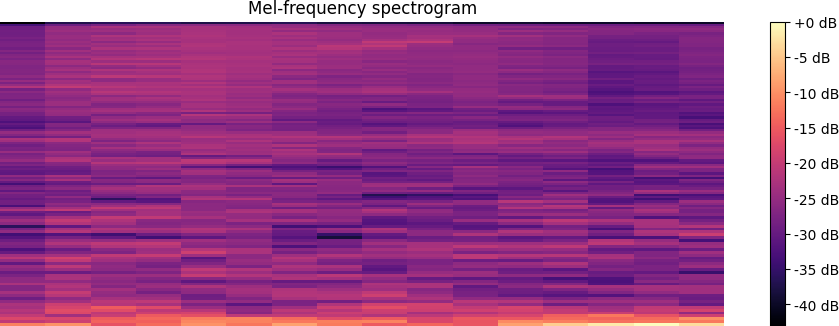 Mel-frequency spectrogram
+0 dB
-5 dB
-10 dB
-15 dB
-20 dB
-25 dB
-30 dB
-35 dB
-40 dB